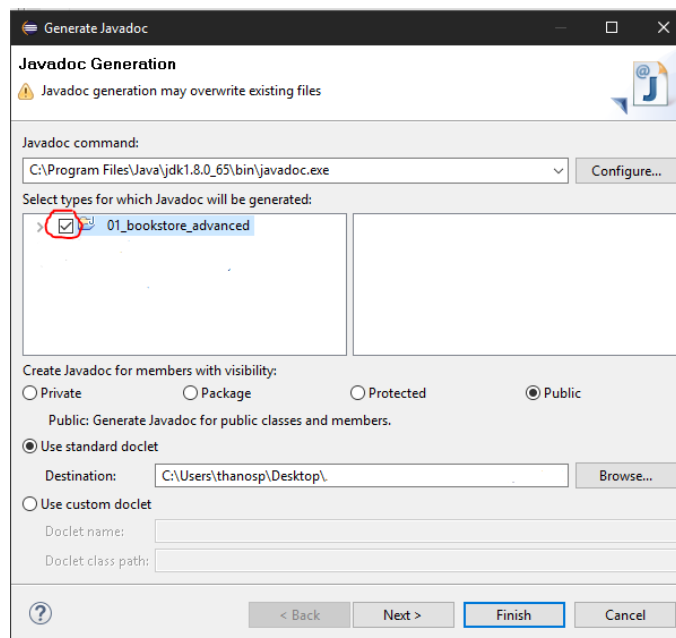 Generate Javadoc
Javadoc Generation
Javadoc generation may overwrite existing files
@
J
Javadoc command:
C:\Program Files\Java\jdk1.8.0_65\bin\javadoc.exe Configure...
Select types for which Javadoc will be generated:
01_bookstore_advanced
Create Javadoc for members with visibility:
Private Package Protected Public
Public: Generate Javadoc for public classes and members.
Use standard doclet
Destination: C:\Users\thanosp\Desktop\. Browse...
Use custom doclet
Doclet name:
Doclet class path:
? < Back Next > Finish Cancel